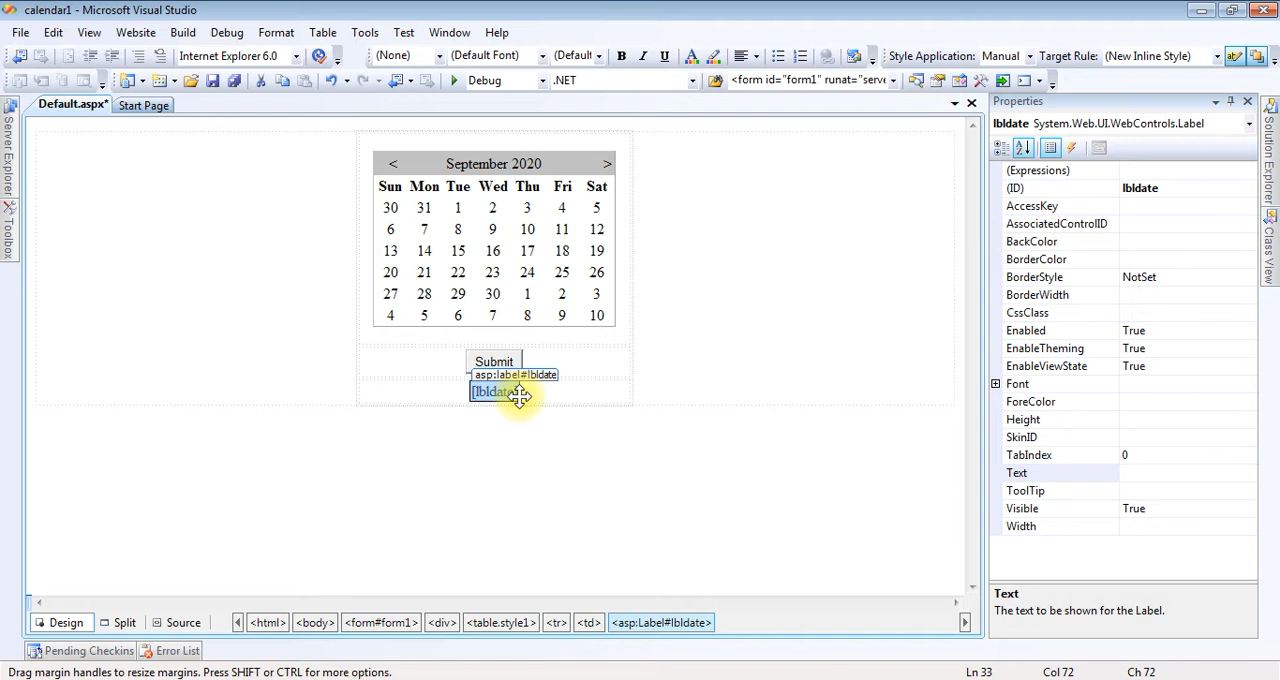 calendar1 - Microsoft Visual Studio
File Edit View Website Build Debug Format Table Tools Test Window Help
Internet Explorer 6.0 (None) (Default Font) (Default B I A Style Application: Manual Target Rule: (New Inline Style)
Debug .NET <form id="form1" runat="serve
Default.aspx* Start Page
Server Explorer
Toolbox
< September 2020 >
Sun Mon Tue Wed Thu Fri Sat
30 31 1 2 3 4 5
6 7 8 9 10 11 12
13 14 15 16 17 18 19
20 21 22 23 24 25 26
27 28 29 30 1 2 3
4 5 6 7 8 9 10
Submit
asp:label#lbldate
[lbldate
Properties
lbldate System.Web.UI.WebControls.Label
(Expressions)
(ID) lbldate
AccessKey
AssociatedControlID
BackColor
BorderColor
BorderStyle NotSet
BorderWidth
CssClass
Enabled True
EnableTheming True
EnableViewState True
Font
ForeColor
Height
SkinID
TabIndex 0
Text
ToolTip
Visible True
Width
Text
The text to be shown for the Label.
Solution Explorer
Class View
Design Split Source <html> <body> <form#form1> <div> <table.style1> <tr> <td> <asp:Label#lbldate>
Pending Checkins Error List
Drag margin handles to resize margins. Press SHIFT or CTRL for more options. Ln 33 Col 72 Ch 72